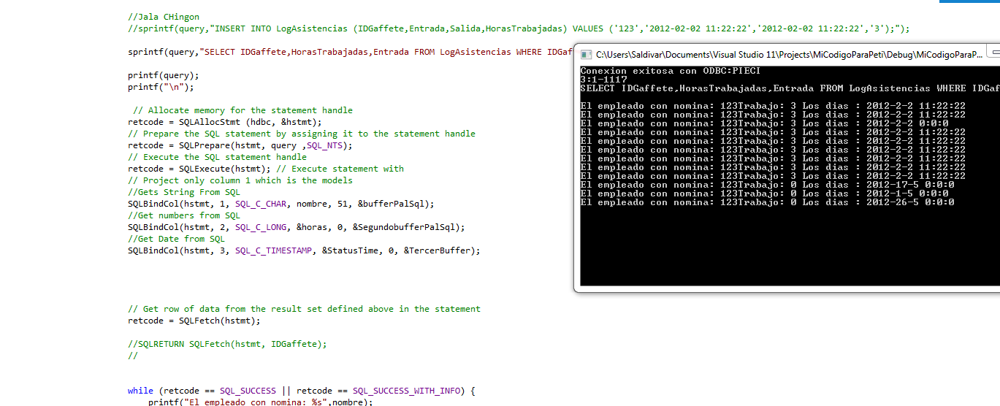 //Jala CHingon
//sprintf(query,"INSERT INTO LogAsistencias (IDGaffete,Entrada,Salida,HorasTrabajadas) VALUES ('123','2012-02-02 11:22:22','2012-02-02 11:22:22','3');");
sprintf(query,"SELECT IDGaffete,HorasTrabajadas,Entrada FROM LogAsistencias WHERE IDGaf
printf(query);
printf("\n");
// Allocate memory for the statement handle
retcode = SQLAllocStmt (hdbc, &hstmt);
// Prepare the SQL statement by assigning it to the statement handle
retcode = SQLPrepare(hstmt, query ,SQL_NTS);
// Execute the SQL statement handle
retcode = SQLExecute(hstmt); // Execute statement with
// Project only column 1 which is the models
//Gets String From SQL
SQLBindCol(hstmt, 1, SQL_C_CHAR, nombre, 51, &bufferPalSql);
//Get numbers from SQL
SQLBindCol(hstmt, 2, SQL_C_LONG, &horas, 0, &SegundobufferPalSql);
//Get Date from SQL
SQLBindCol(hstmt, 3, SQL_C_TIMESTAMP, &StatusTime, 0, &TercerBuffer);
// Get row of data from the result set defined above in the statement
retcode = SQLFetch(hstmt);
//SQLRETURN SQLFetch(hstmt, IDGaffete);
//
while (retcode == SQL_SUCCESS || retcode == SQL_SUCCESS_WITH_INFO) {
printf("El empleado con nomina: %s",nombre);
C:\Users\Saldivar\Documents\Visual Studio 11\Projects\MiCodigoParaPeti\Debug\MiCodigoParaP...
Conexion exitosa con ODBC:PIECI
3:1-1117
SELECT IDGaffete,HorasTrabajadas,Entrada FROM LogAsistencias WHERE IDGaf
El empleado con nomina: 123Trabajo: 3 Los dias : 2012-2-2 11:22:22
El empleado con nomina: 123Trabajo: 3 Los dias : 2012-2-2 11:22:22
El empleado con nomina: 123Trabajo: 3 Los dias : 2012-2-2 0:0:0
El empleado con nomina: 123Trabajo: 3 Los dias : 2012-2-2 11:22:22
El empleado con nomina: 123Trabajo: 3 Los dias : 2012-2-2 11:22:22
El empleado con nomina: 123Trabajo: 3 Los dias : 2012-2-2 11:22:22
El empleado con nomina: 123Trabajo: 3 Los dias : 2012-2-2 11:22:22
El empleado con nomina: 123Trabajo: 3 Los dias : 2012-2-2 11:22:22
El empleado con nomina: 123Trabajo: 3 Los dias : 2012-2-2 11:22:22
El empleado con nomina: 123Trabajo: 0 Los dias : 2012-17-5 0:0:0
El empleado con nomina: 123Trabajo: 0 Los dias : 2012-1-5 0:0:0
El empleado con nomina: 123Trabajo: 0 Los dias : 2012-26-5 0:0:0